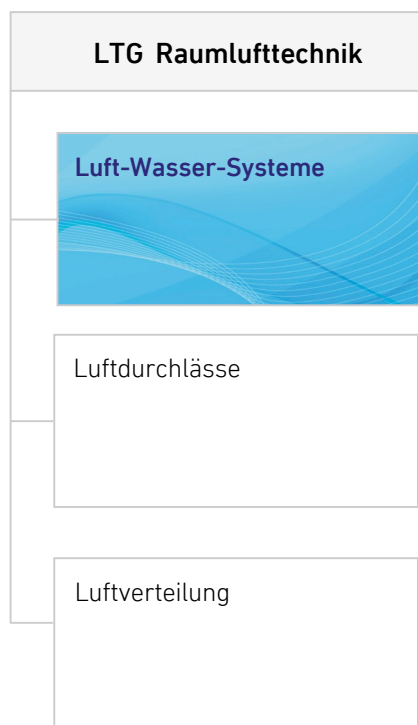 LTG Raumlufttechnik
Luft-Wasser-Systeme
Luftdurchlässe
Luftverteilung